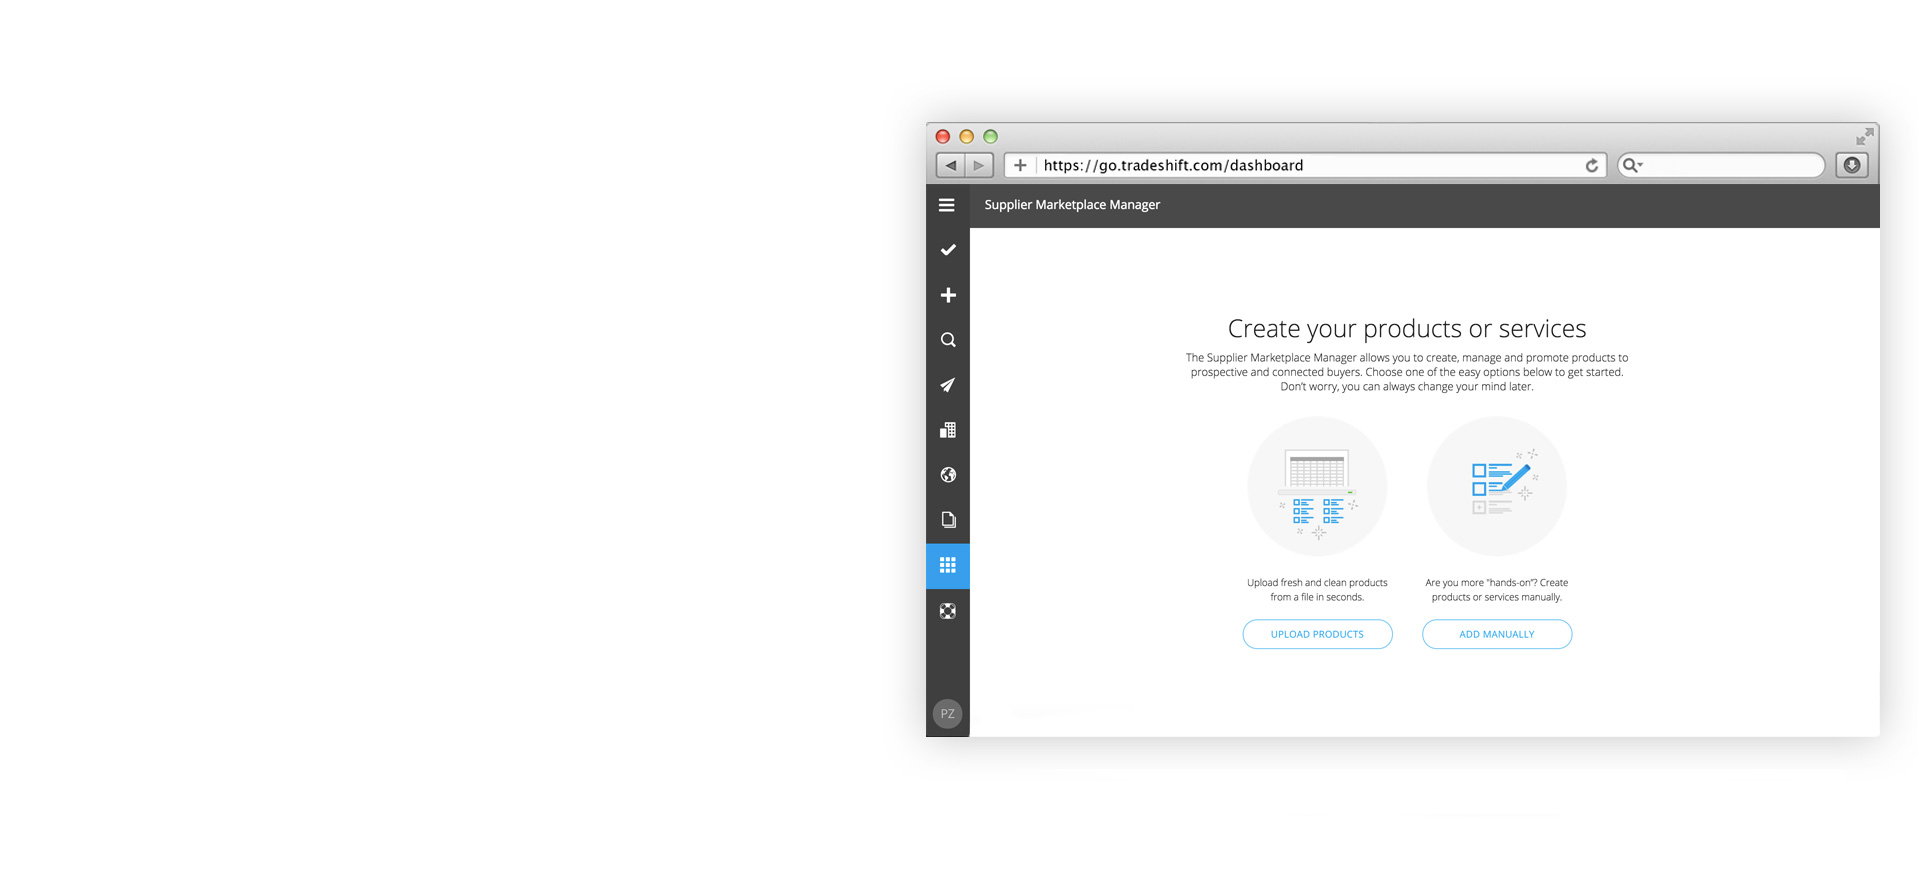 https://go.tradeshift.com/dashboard
Supplier Marketplace Manager
Create your products or services
The Supplier Marketplace Manager allows you to create, manage and promote products to
prospective and connected buyers. Choose one of the easy options below to get started.
Don't worry, you can always change your mind later.
Upload fresh and clean products
from a file in seconds.
UPLOAD PRODUCTS
Are you more "hands-on"? Create
products or services manually.
ADD MANUALLY
PZ